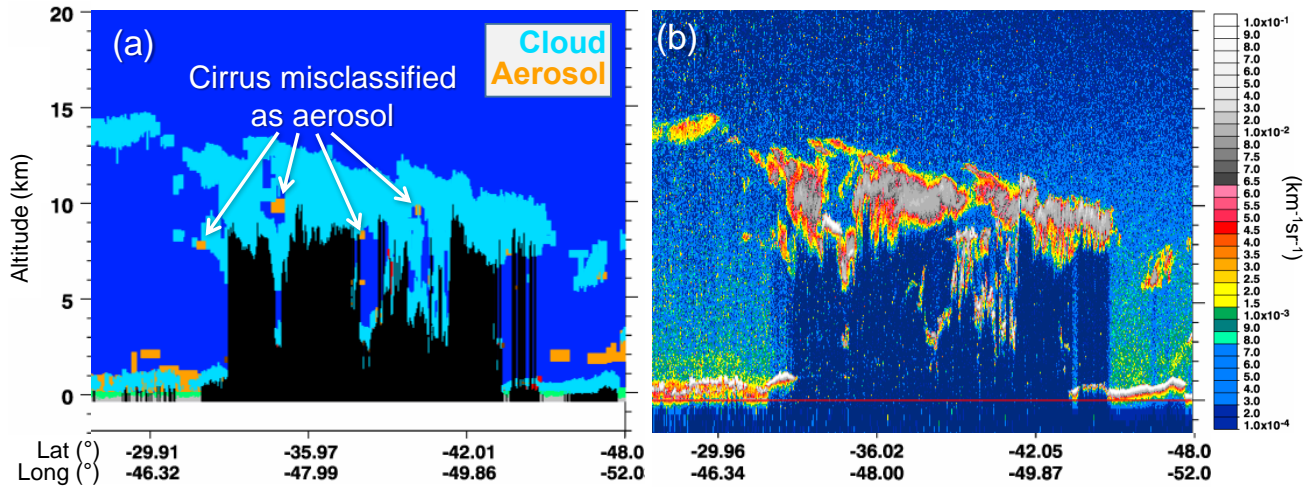 (a)
Cloud
Aerosol
Cirrus misclassified
as aerosol
Altitude (km)
20
15
10
5
0
Lat (°)
-29.91 -35.97 -42.01 -48.0
Long (°)
-46.32 -47.99 -49.86 -52.0
(b)
-29.96 -36.02 -42.05 -48.0
-46.34 -48.00 -49.87 -52.0
1.0x10⁻¹
9.0
8.0
7.0
6.0
5.0
4.0
3.0
2.0
1.0x10⁻²
9.0
8.0
7.5
7.0
6.5
6.0
5.5
5.0
4.5
4.0
3.5
3.0
2.5
2.0
1.5
1.0x10⁻³
9.0
8.0
7.0
6.0
5.0
4.0
3.0
2.0
1.0x10⁻⁴
(km⁻¹sr⁻¹)